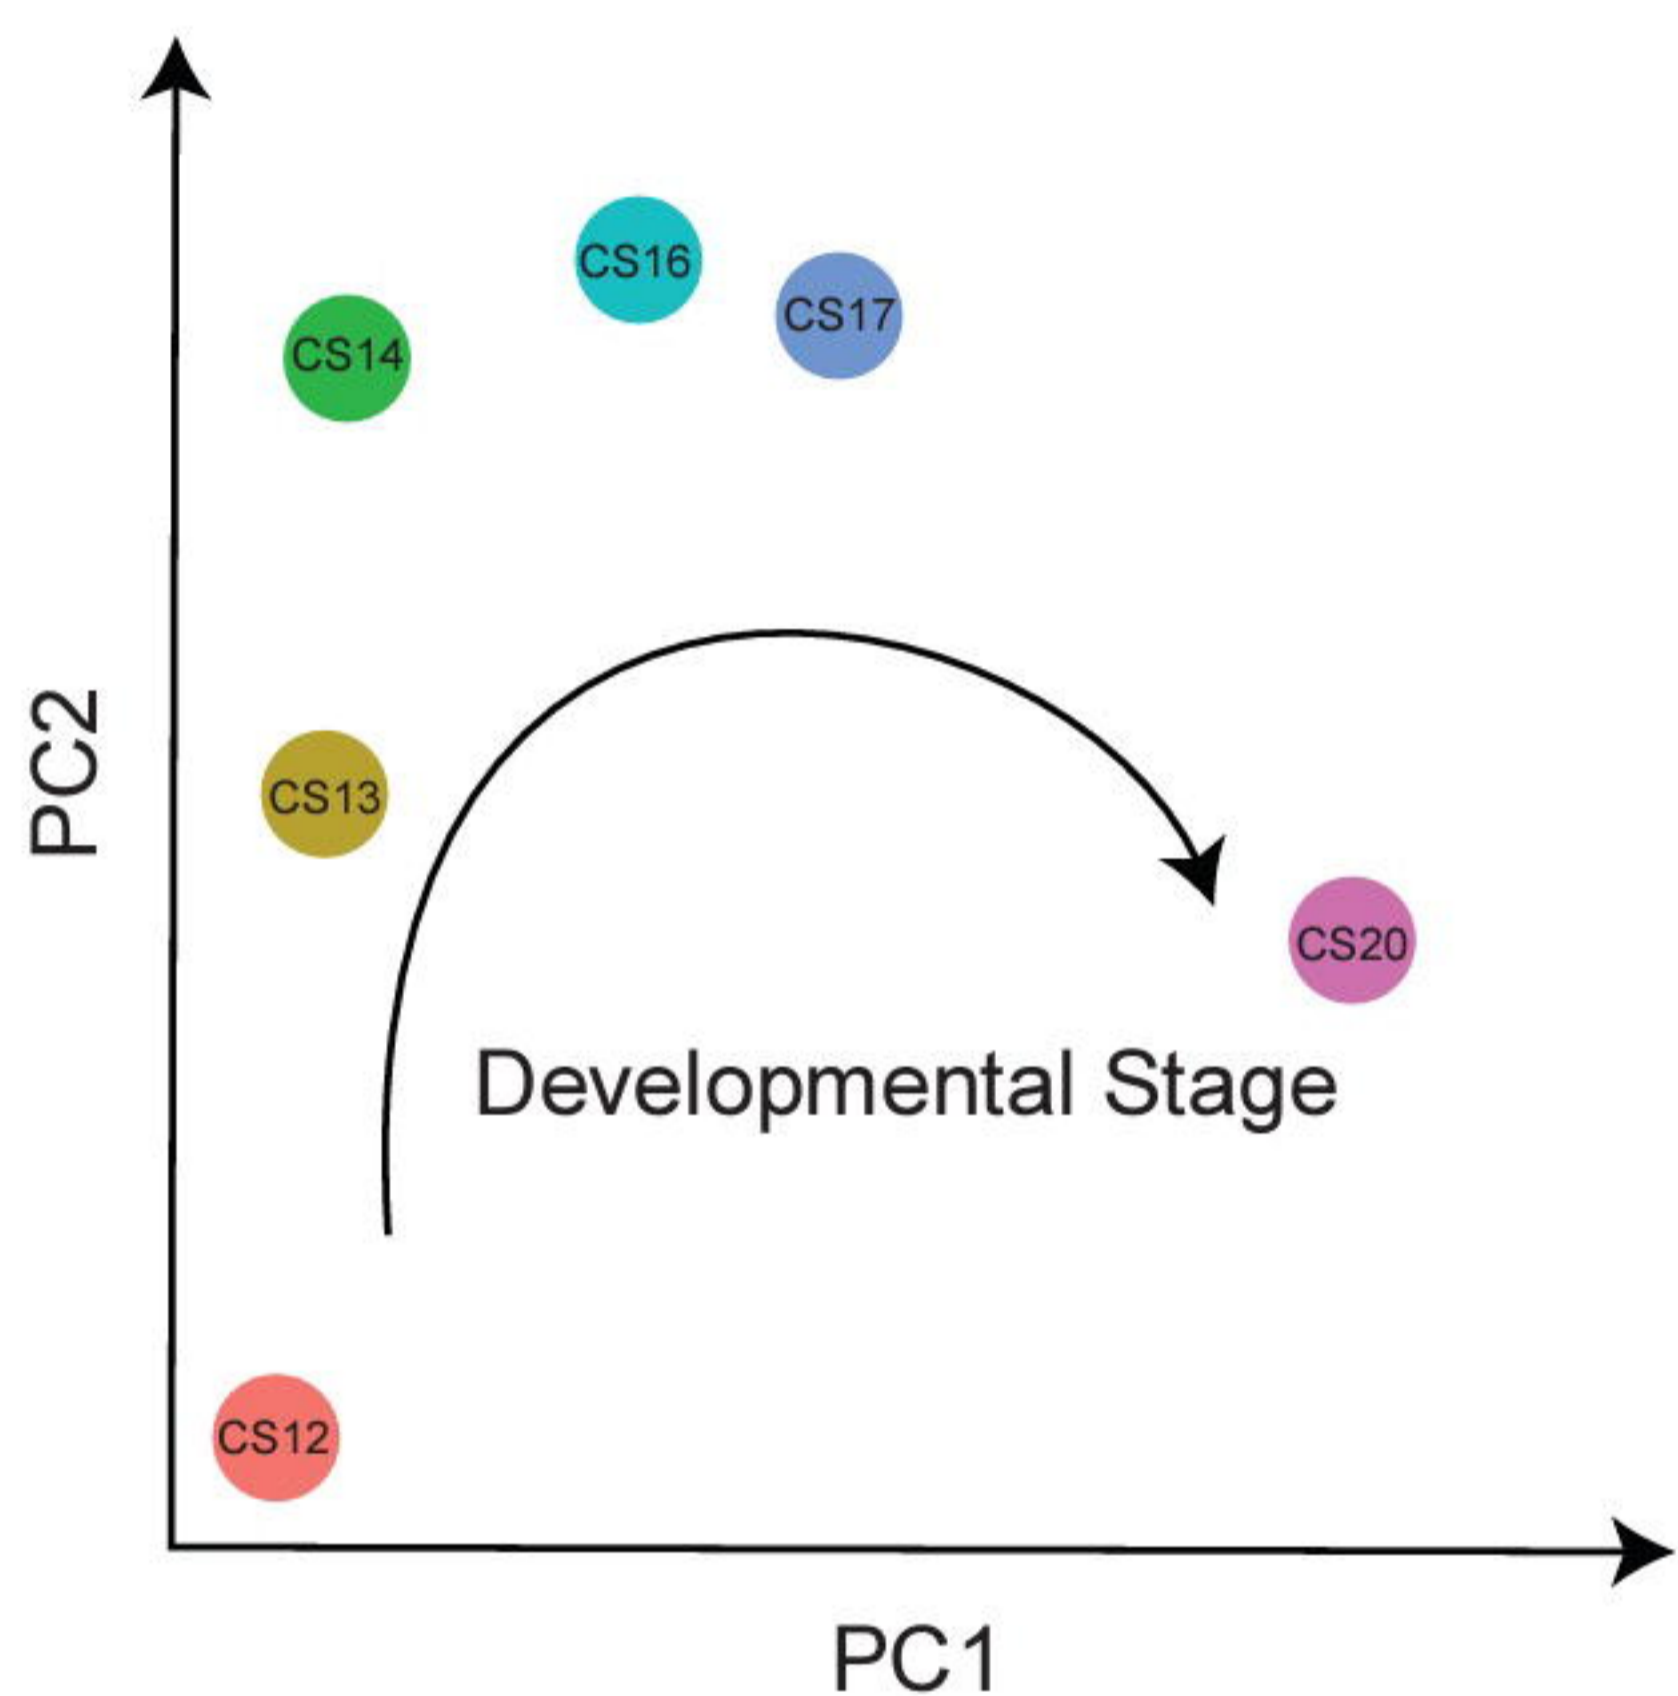 CS16
CS17
CS14
PC2
CS13
CS20
Developmental Stage
CS12
PC1